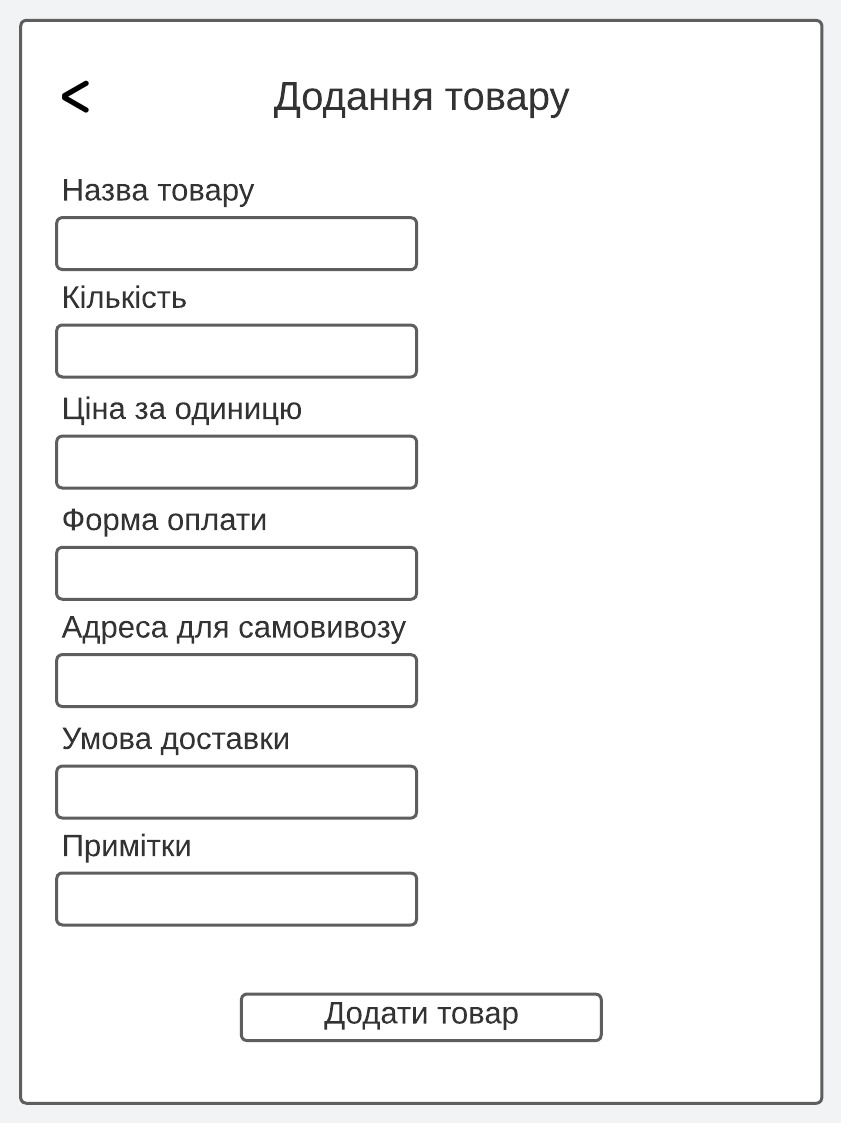 Додання товару
Назва товару
Кількість
Ціна за одиницю
Форма оплати
Адреса для самовивозу
Умова доставки
Примітки
Додати товар